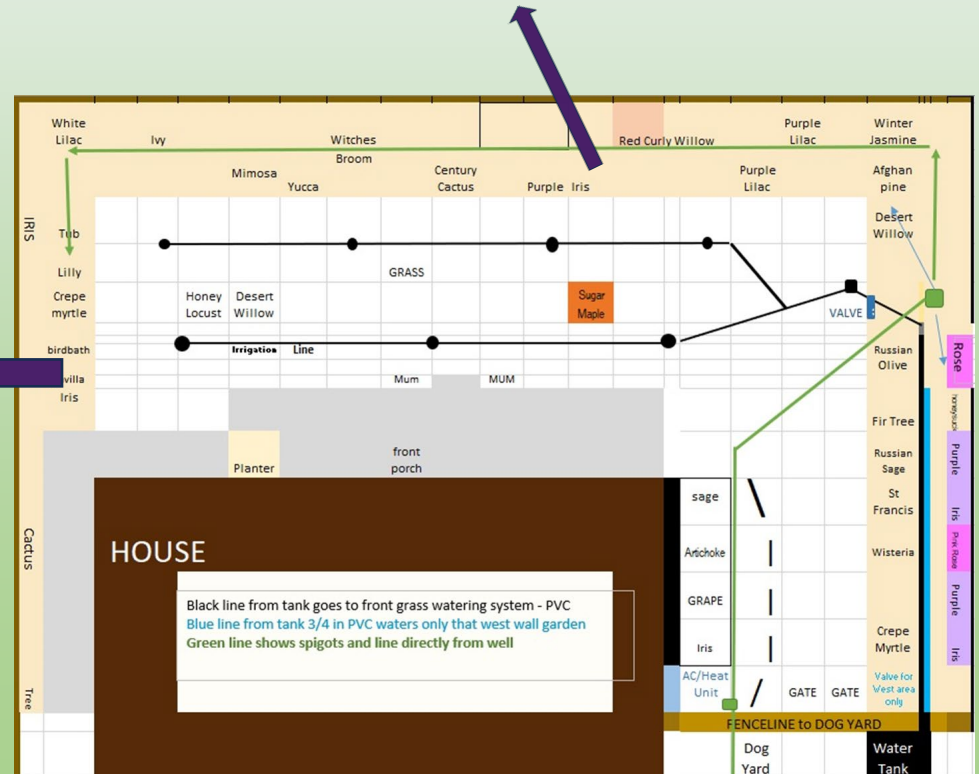 White
Lilac
Ivy
Witches
Broom
Red Curly Willow
Purple
Lilac
Winter
Jasmine
Mimosa
Yucca
Century
Cactus
Purple Iris
Purple
Lilac
Afghan
pine
IRIS
Tub
Desert
Willow
Lilly
GRASS
Crepe
myrtle
Honey
Locust
Desert
Willow
Sugar
Maple
VALVE
birdbath
Irrigation Line
Russian
Olive
Rose
villa
Mum
MUM
Iris
Fir Tree
Planter
front
porch
Russian
Sage
Purple
Iris
sage
St
Francis
Cactus
HOUSE
Artichoke
Wisteria
Pink Rose
Black line from tank goes to front grass watering system - PVC
Blue line from tank 3/4 in PVC waters only that west wall garden
Green line shows spigots and line directly from well
GRAPE
Purple
Iris
Iris
Crepe
Myrtle
Tree
AC/Heat
Unit
GATE
GATE
Valve for
West area
only
FENCELINE to DOG YARD
Dog
Yard
Water
Tank